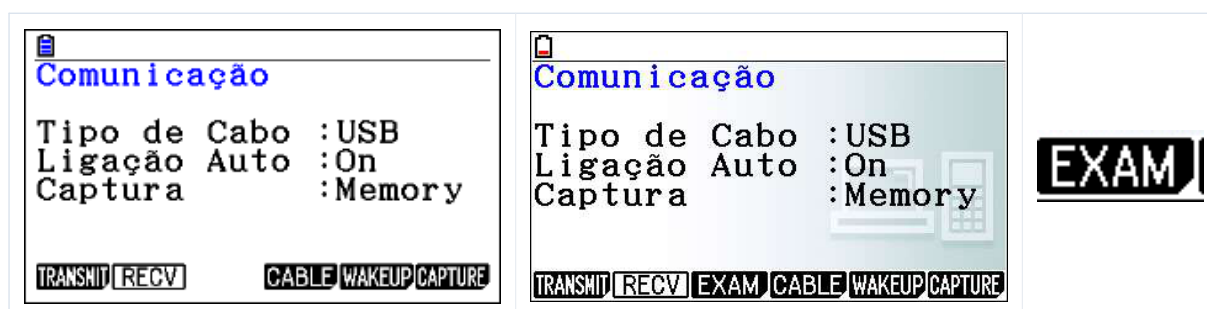 Comunicação
Tipo de Cabo :USB
Ligação Auto :On
Captura :Memory
TRANSMIT RECV CABLE WAKEUP CAPTURE
Comunicação
Tipo de Cabo :USB
Ligação Auto :On
Captura :Memory
TRANSMIT RECV EXAM CABLE WAKEUP CAPTURE
EXAM